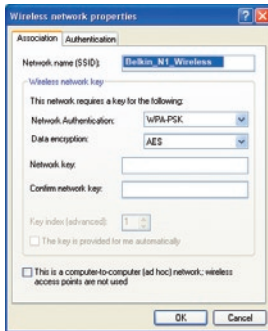 Wireless network properties
Association
Authentication
Network name (SSID):
Belkin_N1_Wireless
Wireless network key
This network requires a key for the following:
Network Authentication:
WPA-PSK
Data encryption:
AES
Network key:
Confirm network key:
Key index (advanced):
1
The key is provided for me automatically
This is a computer-to-computer (ad hoc) network; wireless
access points are not used
OK
Cancel